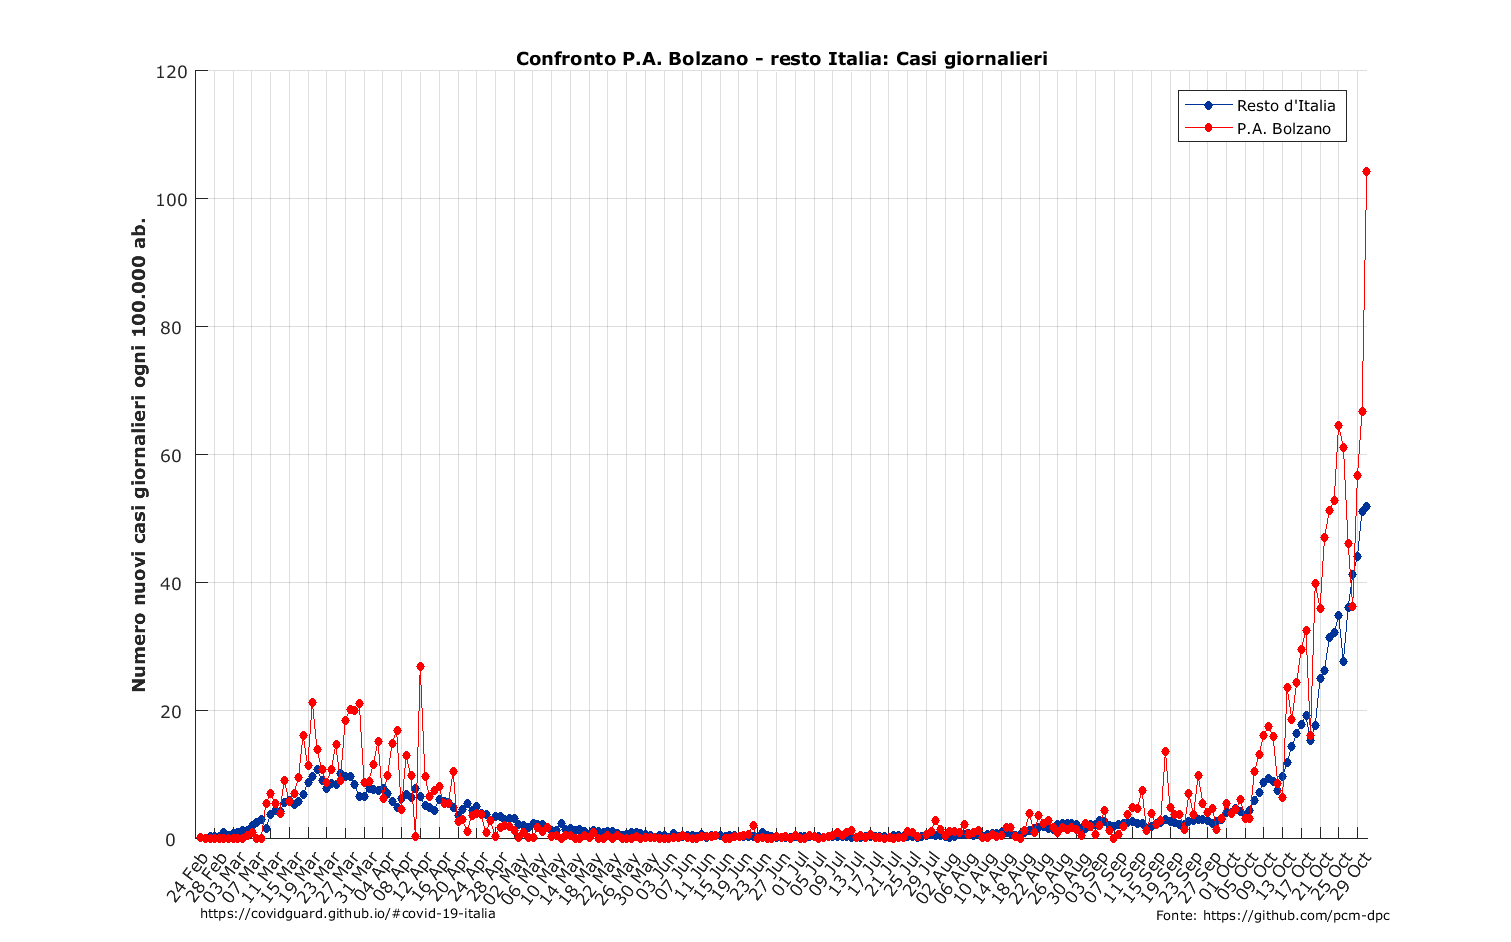 Confronto P.A. Bolzano - resto Italia: Casi giornalieri
Resto d'Italia
P.A. Bolzano
Numero nuovi casi giornalieri ogni 100.000 ab.
120
100
80
60
40
20
0
24 Feb
28 Feb
03 Mar
07 Mar
11 Mar
15 Mar
19 Mar
23 Mar
27 Mar
31 Mar
04 Apr
08 Apr
12 Apr
16 Apr
20 Apr
24 Apr
28 Apr
02 May
06 May
10 May
14 May
18 May
22 May
26 May
30 May
03 Jun
07 Jun
11 Jun
15 Jun
19 Jun
23 Jun
27 Jun
01 Jul
05 Jul
09 Jul
13 Jul
17 Jul
21 Jul
25 Jul
29 Jul
02 Aug
06 Aug
10 Aug
14 Aug
18 Aug
22 Aug
26 Aug
30 Aug
03 Sep
07 Sep
11 Sep
15 Sep
19 Sep
23 Sep
27 Sep
01 Oct
05 Oct
09 Oct
13 Oct
17 Oct
21 Oct
25 Oct
29 Oct
https://covidguard.github.io/#covid-19-italia
Fonte: https://github.com/pcm-dpc